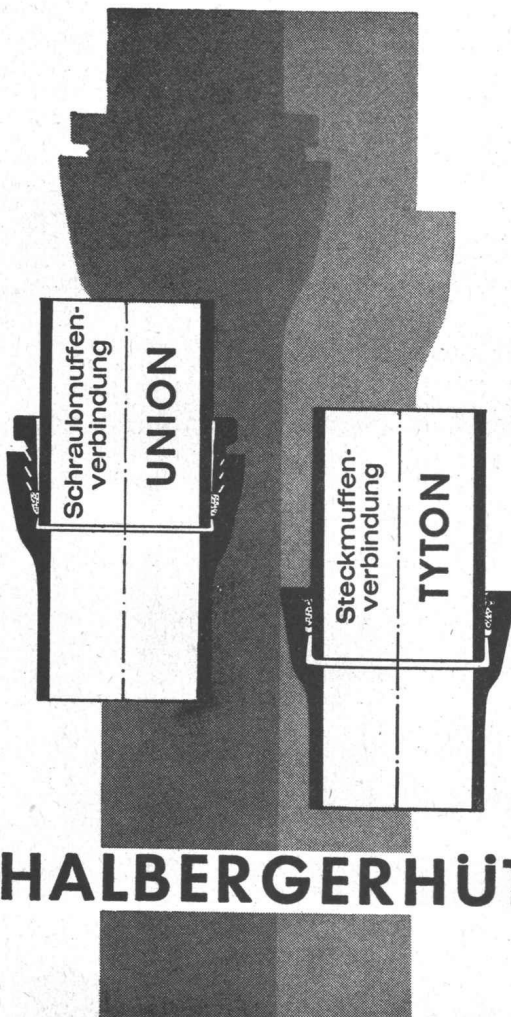 Schraubmuffen-
verbindung
UNION
Steckmuffen-
verbindung
TYTON
HALBERGERHÜT